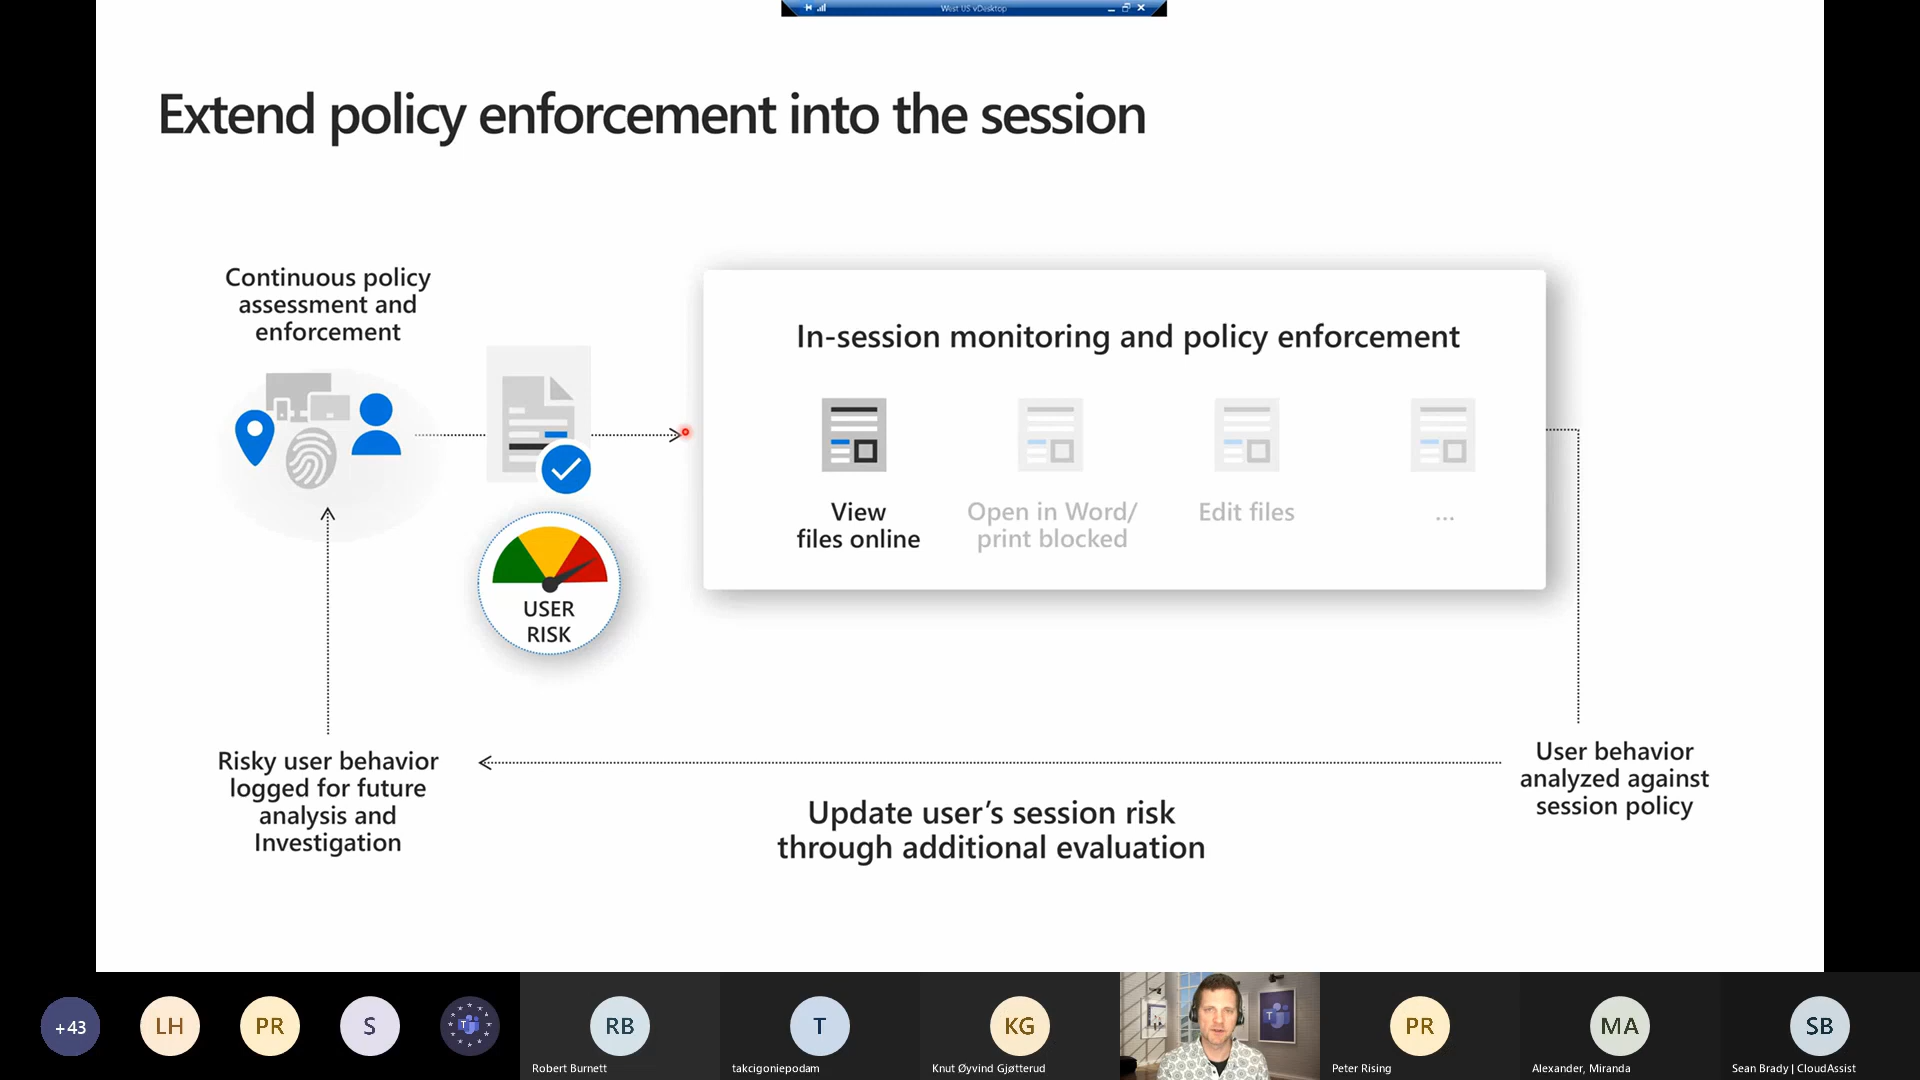 West US vDesktop
Extend policy enforcement into the session
Continuous policy
assessment and
enforcement
USER
RISK
In-session monitoring and policy enforcement
View
files online
Open in Word/
print blocked
Edit files
...
Risky user behavior
logged for future
analysis and
Investigation
Update user’s session risk
through additional evaluation
User behavior
analyzed against
session policy
+43
LH
PR
S
T
RB
Robert Burnett
T
takcigoniepodam
KG
Knut Øyvind Gjøtterud
T
PR
Peter Rising
MA
Alexander, Miranda
SB
Sean Brady | CloudAssist